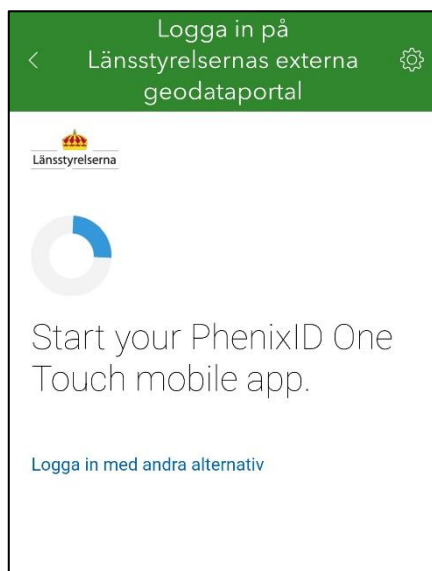 Logga in på
Länsstyrelsernas externa
geodataportal
Länsstyrelserna
Start your PhenixID One
Touch mobile app.
Logga in med andra alternativ